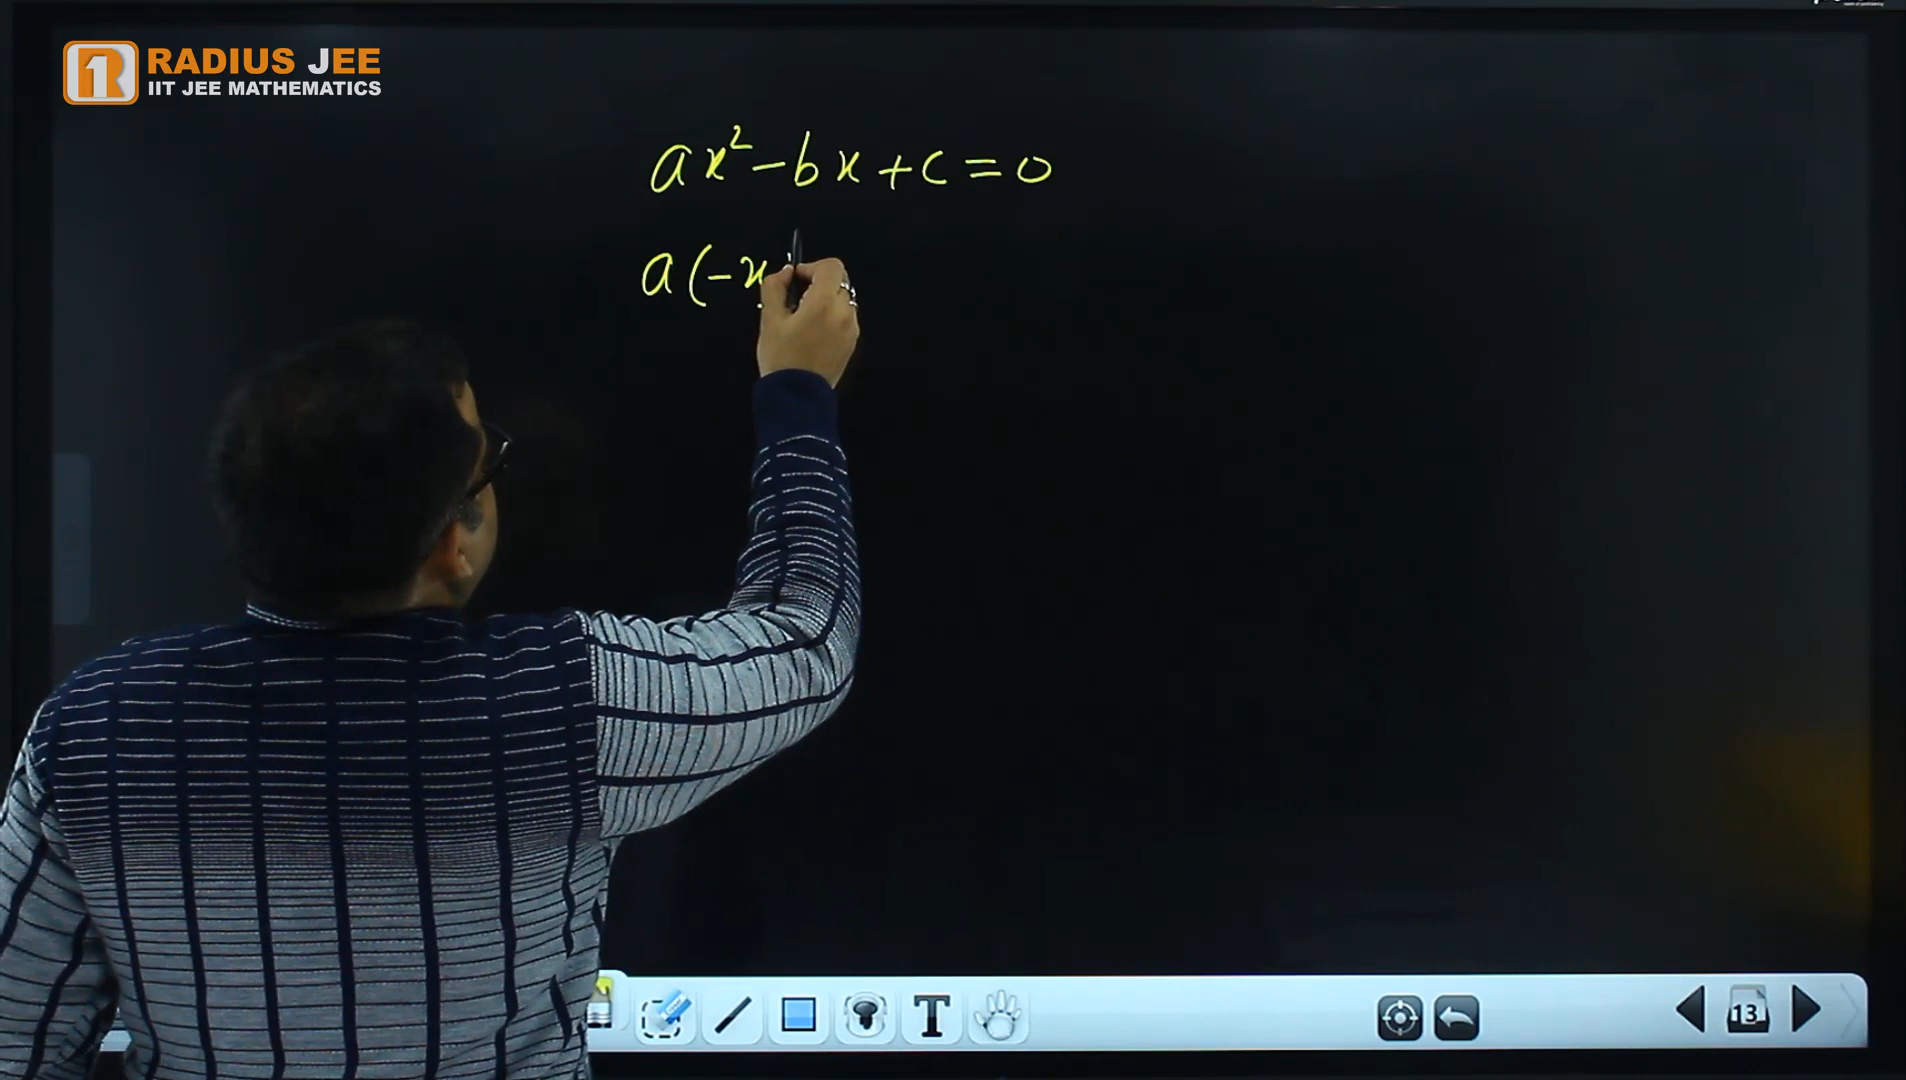 RADIUS JEE
IIT JEE MATHEMATICS
ax² - bx + c = 0
a(-x
T
13